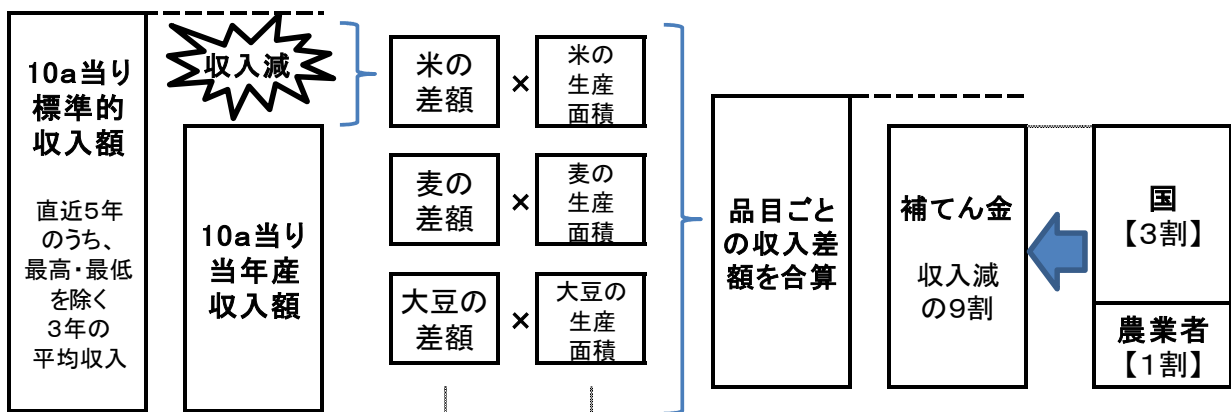 10a当り
標準的
収入額
直近5年
のうち、
最高・最低
を除く
3年の
平均収入
収入減
10a当り
当年産
収入額
米の
差額
×
米の
生産
面積
麦の
差額
×
麦の
生産
面積
大豆の
差額
×
大豆の
生産
面積
品目ごと
の収入差
額を合算
補てん金
収入減
の9割
国
【3割】
農業者
【1割】